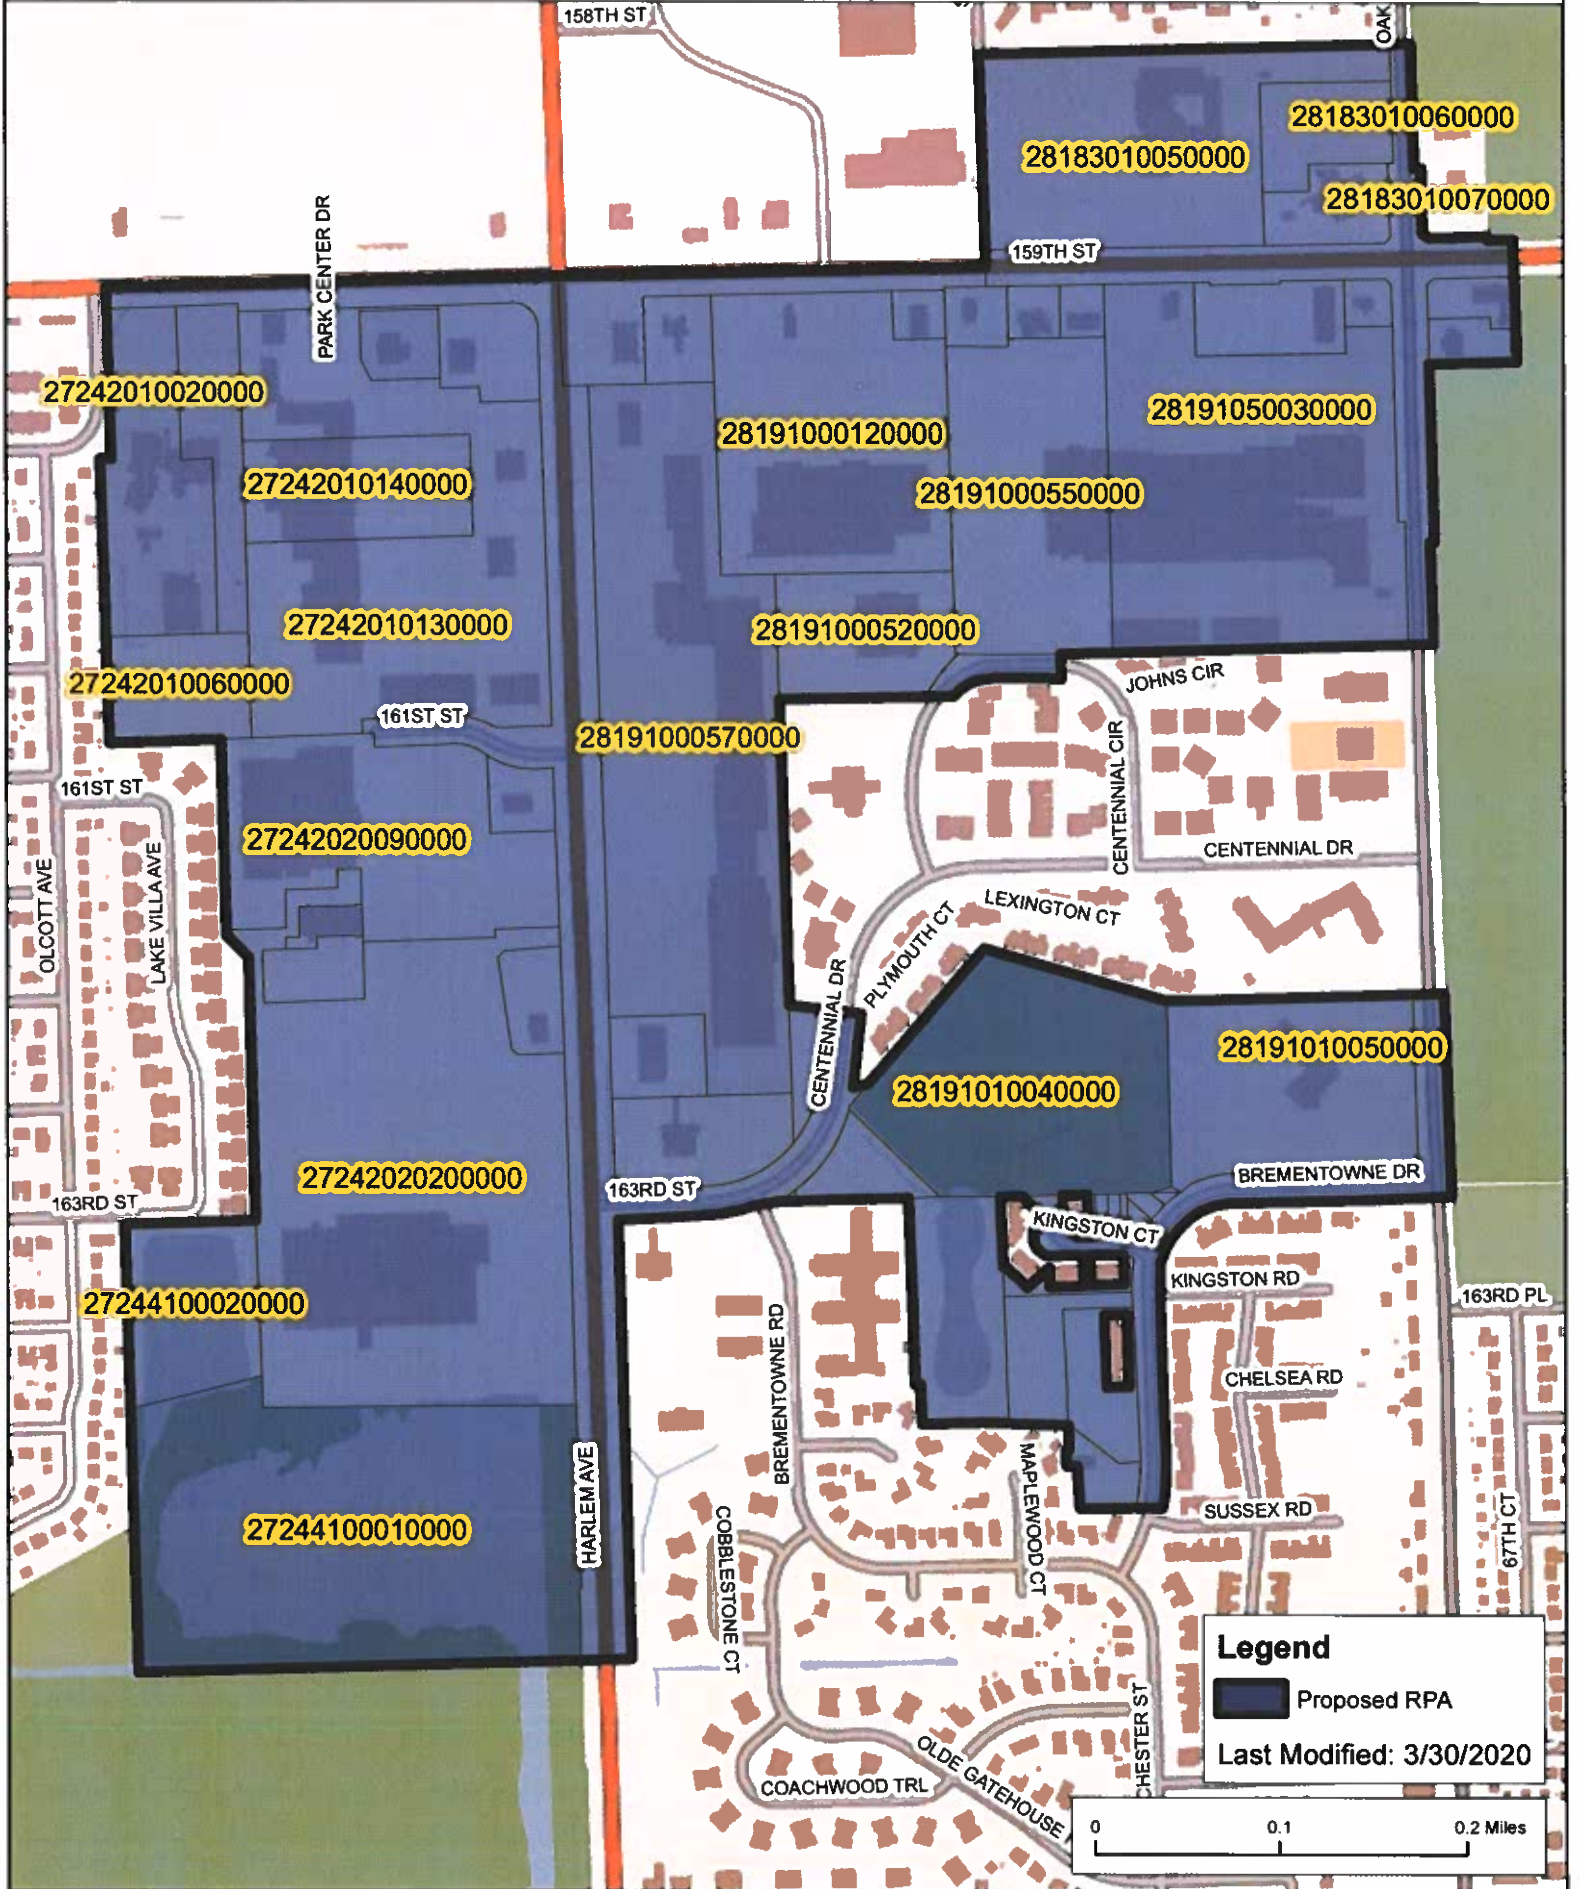 158TH ST
OAK
28183010060000
28183010050000
28183010070000
PARK CENTER DR
159TH ST
27242010020000
28191050030000
28191000120000
27242010140000
28191000550000
27242010130000
28191000520000
27242010060000
JOHNS CIR
161ST ST
28191000570000
161ST ST
CENTENNIAL CIR
27242020090000
CENTENNIAL DR
OLCOTT AVE
LAKE VILLA AVE
LEXINGTON CT
PLYMOUTH CT
CENTENNIAL DR
28191010050000
28191010040000
27242020200000
163RD ST
BREMENTOWNE DR
163RD ST
KINGSTON CT
KINGSTON RD
27244100020000
163RD PL
BREMENTOWNE RD
CHELSEA RD
HARLEM AVE
MAPLEWOOD CT
27244100010000
SUSSEX RD
67TH CT
COBBLESTONE CT
Legend
Proposed RPA
Last Modified: 3/30/2020
CHESTER ST
OLDE GATEHOUSE
COACHWOOD TRL
0 0.1 0.2 Miles